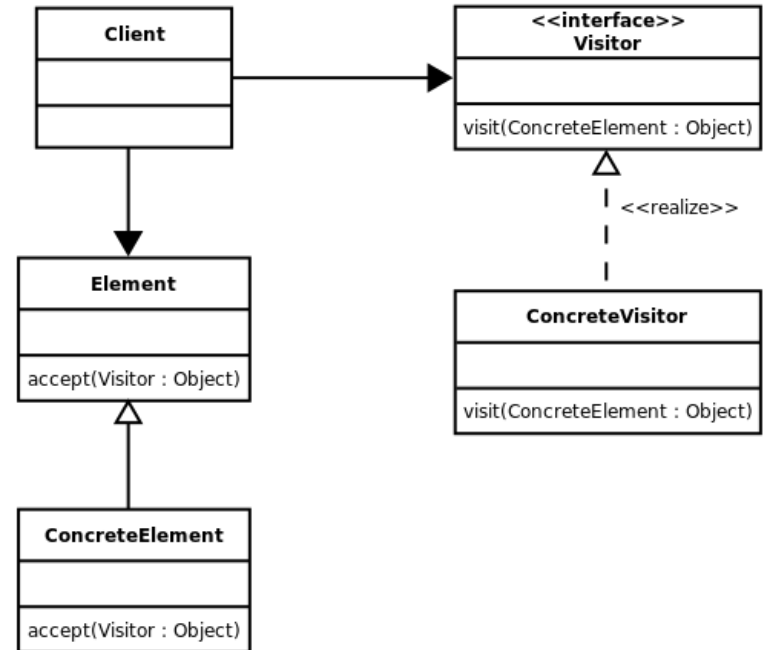 Client
<<interface>>
Visitor
visit(ConcreteElement : Object)
<<realize>>
Element
accept(Visitor : Object)
ConcreteVisitor
visit(ConcreteElement : Object)
ConcreteElement
accept(Visitor : Object)